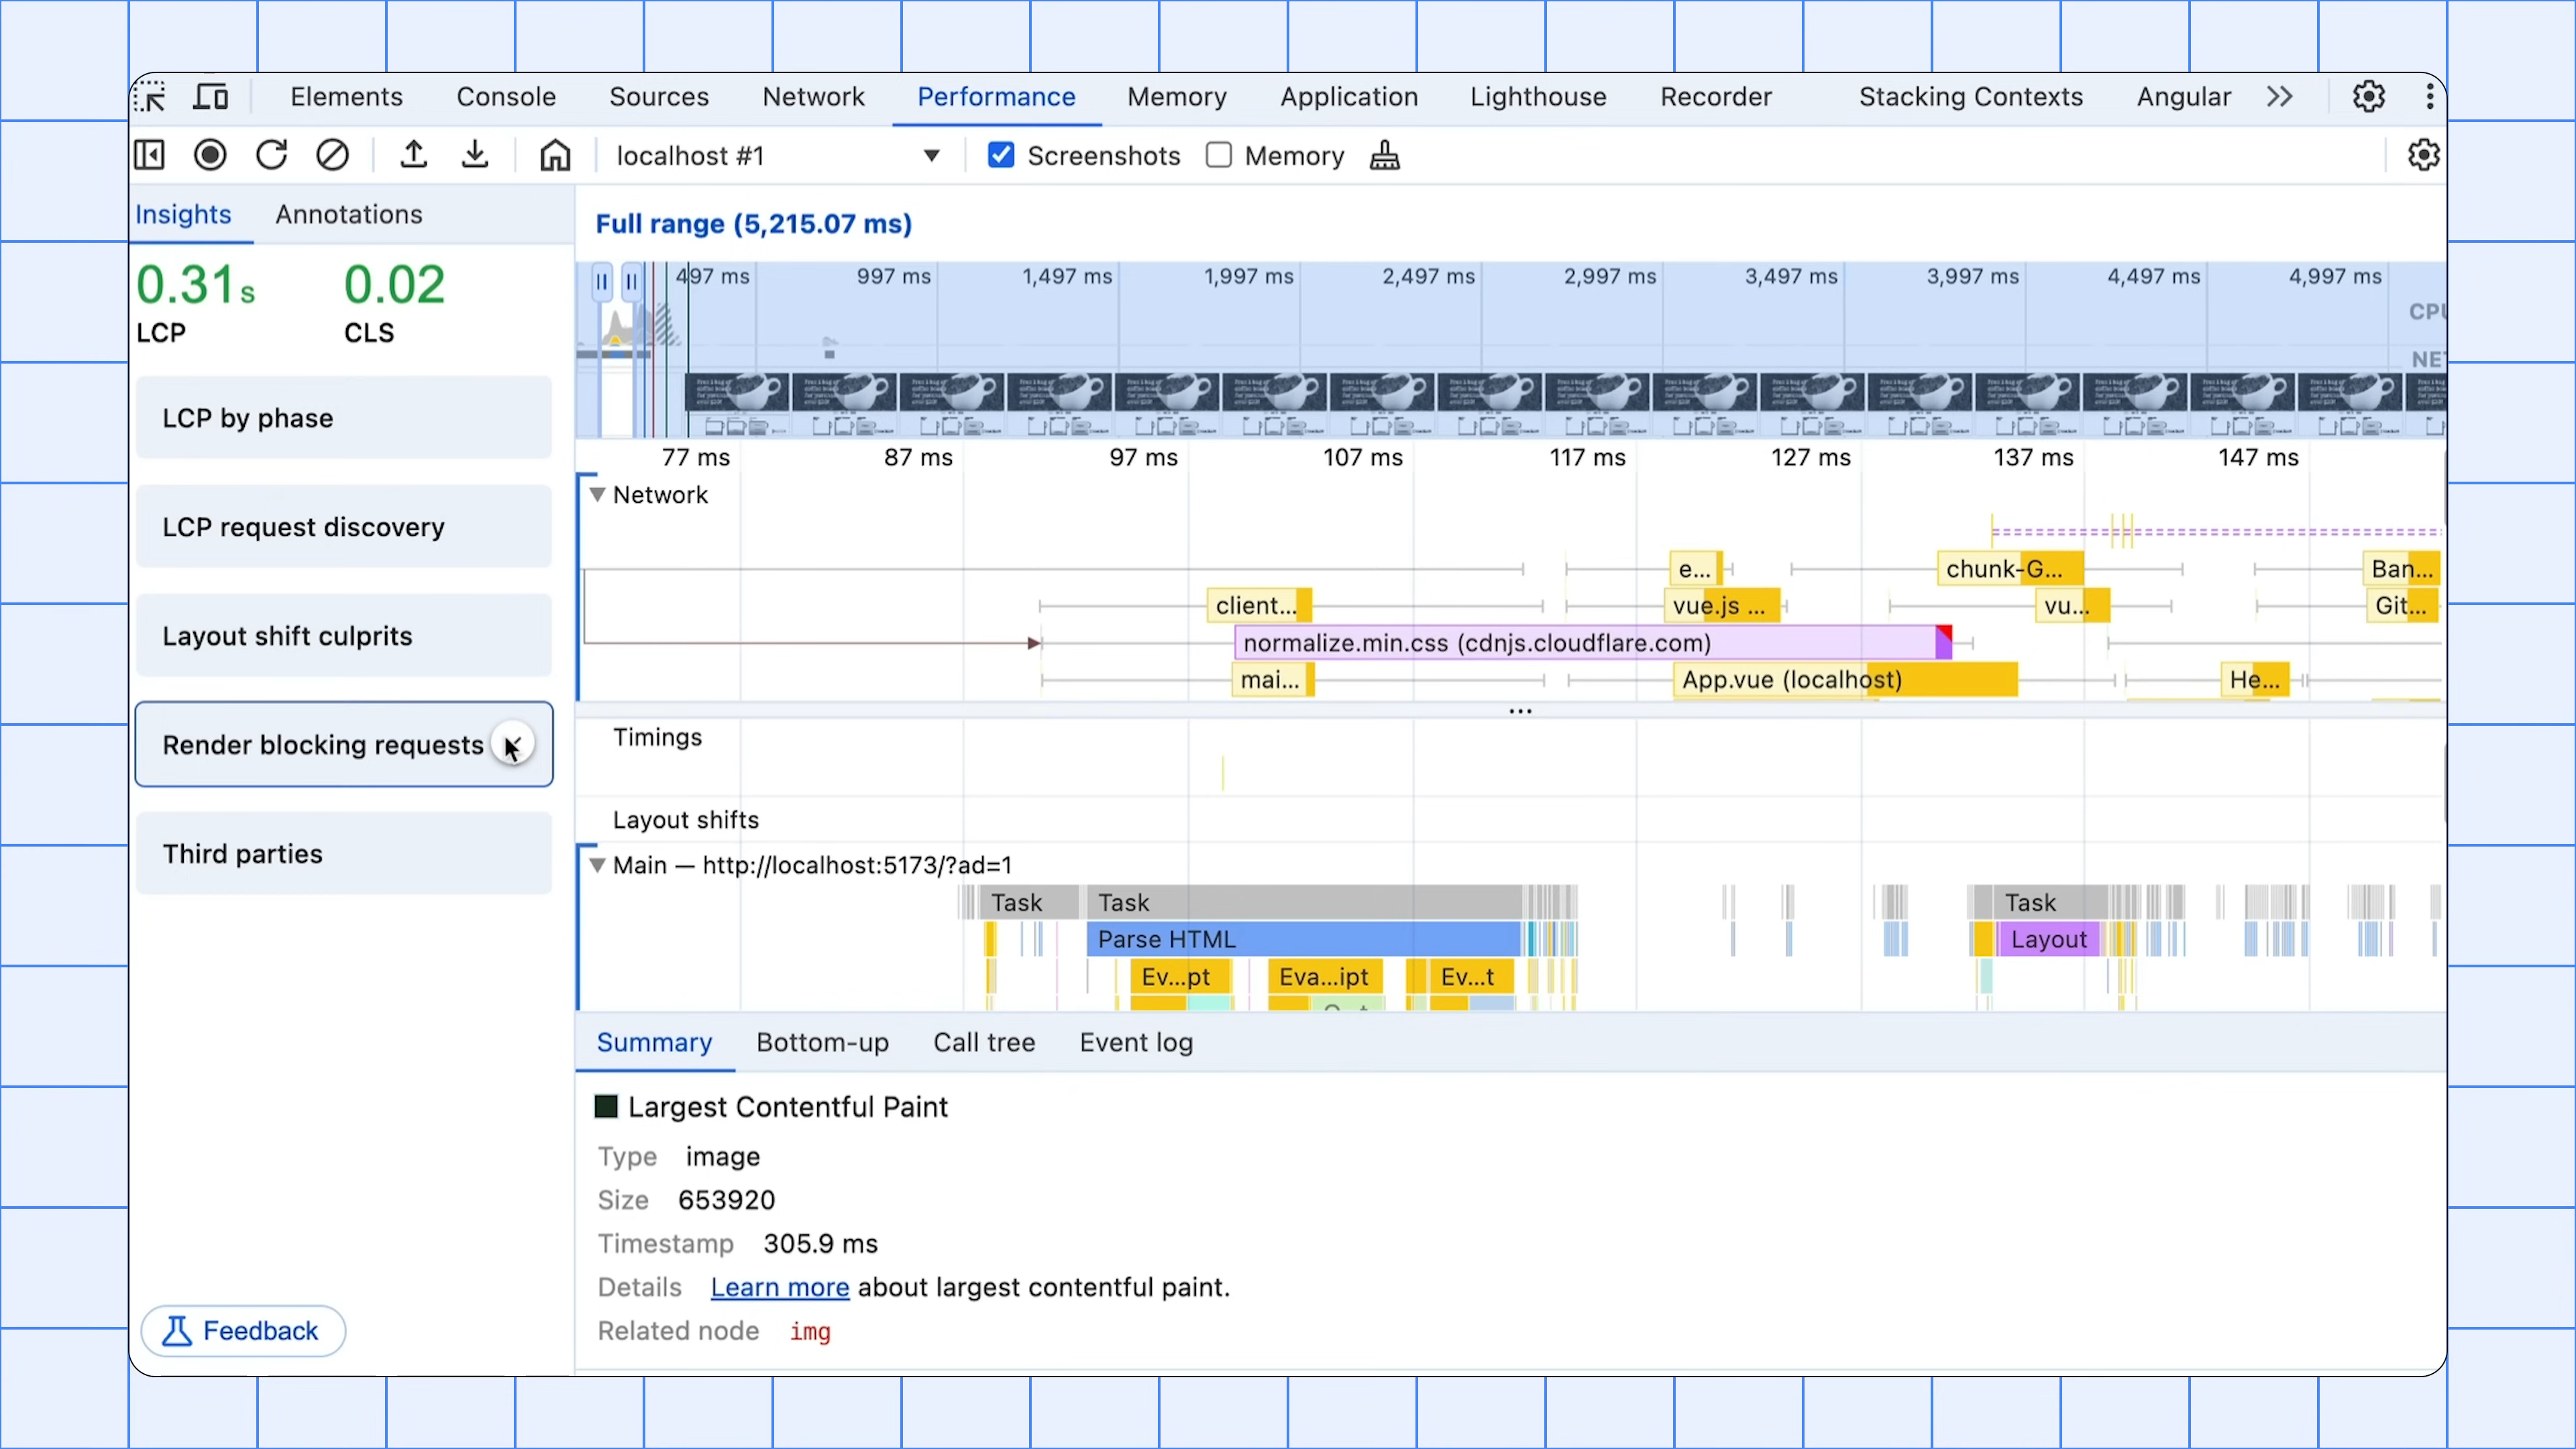 Elements Console Sources Network Performance Memory Application Lighthouse Recorder Stacking Contexts Angular
localhost #1 Screenshots Memory
Insights Annotations
0.31 s 0.02
LCP CLS
LCP by phase
LCP request discovery
Layout shift culprits
Render blocking requests
Third parties
Feedback
Full range (5,215.07 ms)
497 ms 997 ms 1,497 ms 1,997 ms 2,497 ms 2,997 ms 3,497 ms 3,997 ms 4,497 ms 4,997 ms
77 ms 87 ms 97 ms 107 ms 117 ms 127 ms 137 ms 147 ms
Network
e... chunk-G... Ban...
client... vue.js ... vu... Git...
normalize.min.css (cdnjs.cloudflare.com)
mai... App.vue (localhost) He...
Timings
Layout shifts
Main — http://localhost:5173/?ad=1
Task Task Task
Parse HTML Layout
Ev...pt Eva...ipt Ev...t
Summary Bottom-up Call tree Event log
Largest Contentful Paint
Type image
Size 653920
Timestamp 305.9 ms
Details Learn more about largest contentful paint.
Related node img